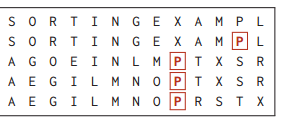 S O R T I N G E X A M P L
S O R T I N G E X A M P L
A G O E I N L M P T X S R
A E G I L M N O P T X S R
A E G I L M N O P R S T X